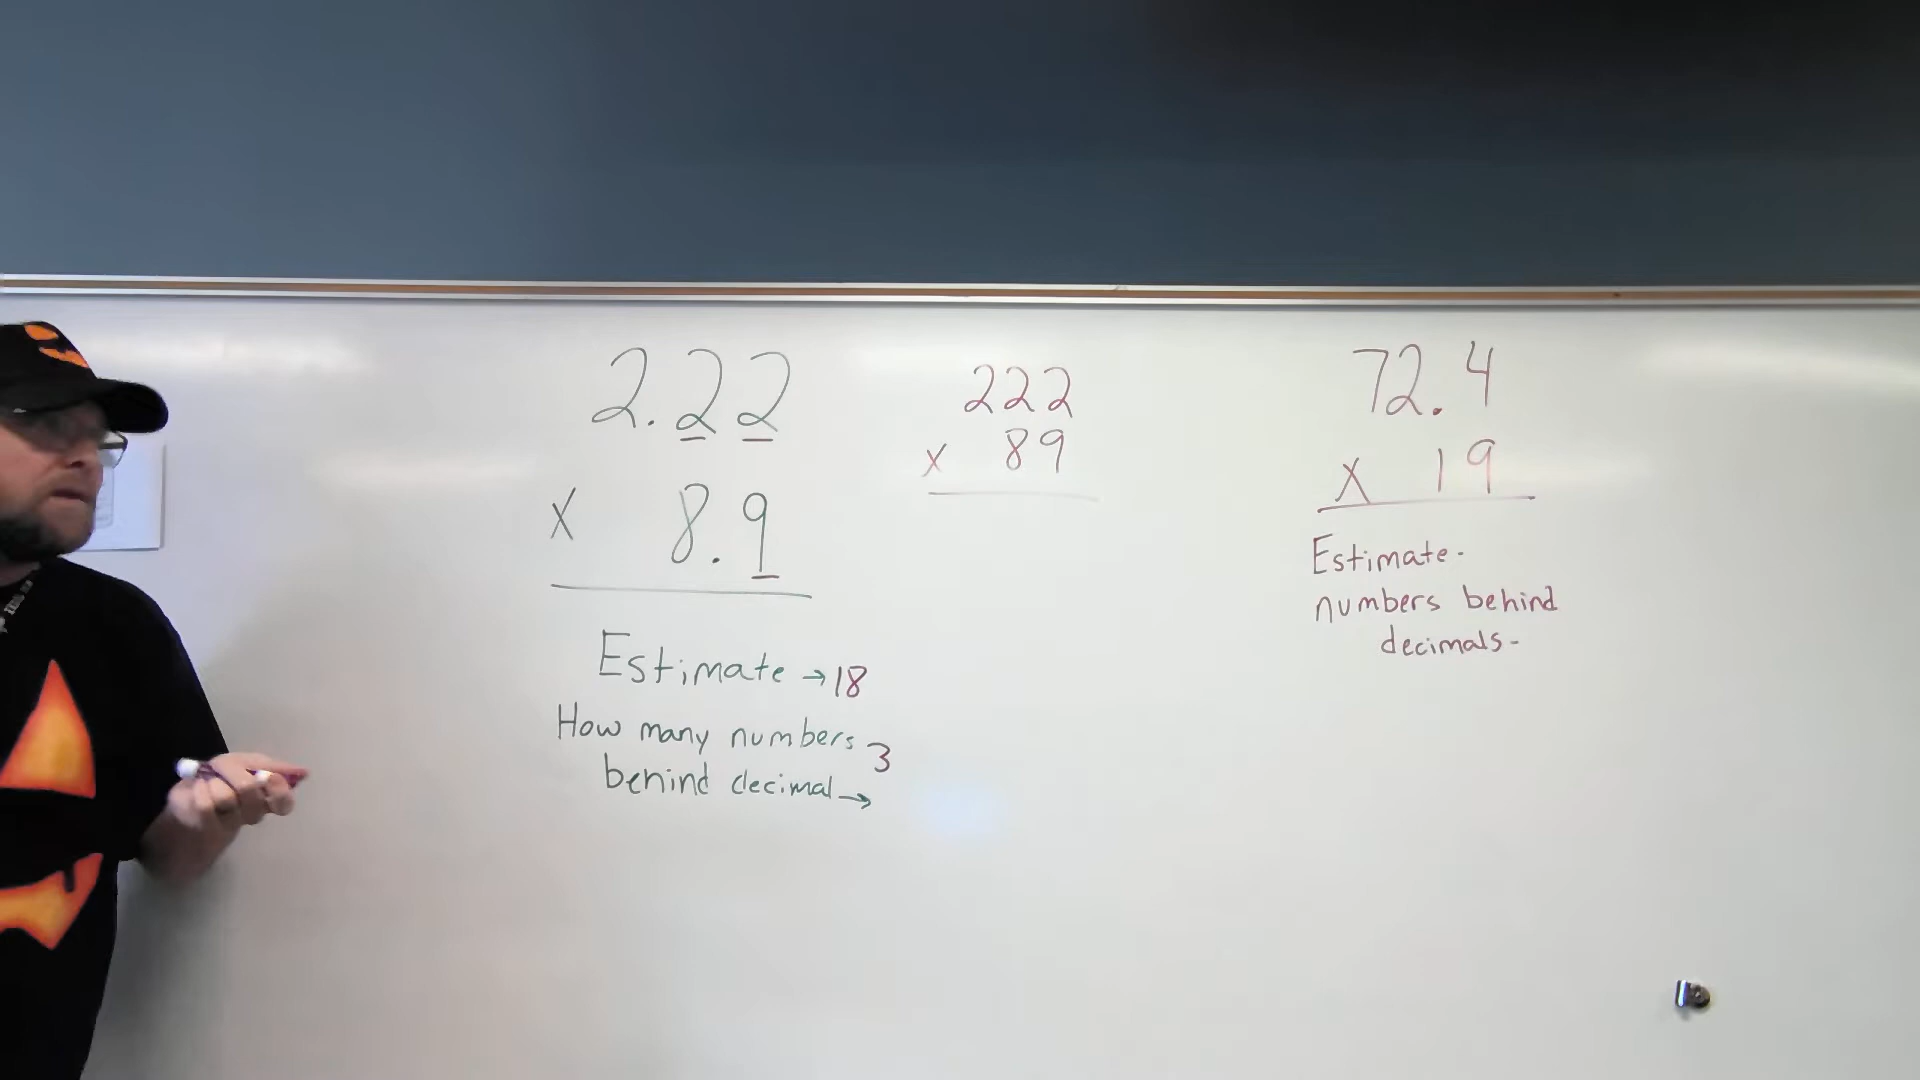 2.22
x 8.9
Estimate → 18
How many numbers 3
behind decimal →
222
x 89
72.4
x 19
Estimate -
numbers behind
decimals -